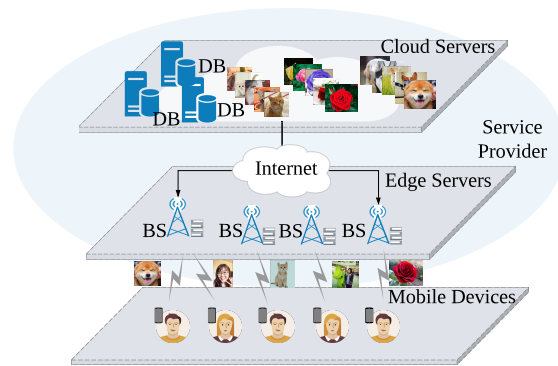 Cloud Servers
DB
DB
DB
Service
Provider
Internet
Edge Servers
BS
BS
BS
BS
Mobile Devices